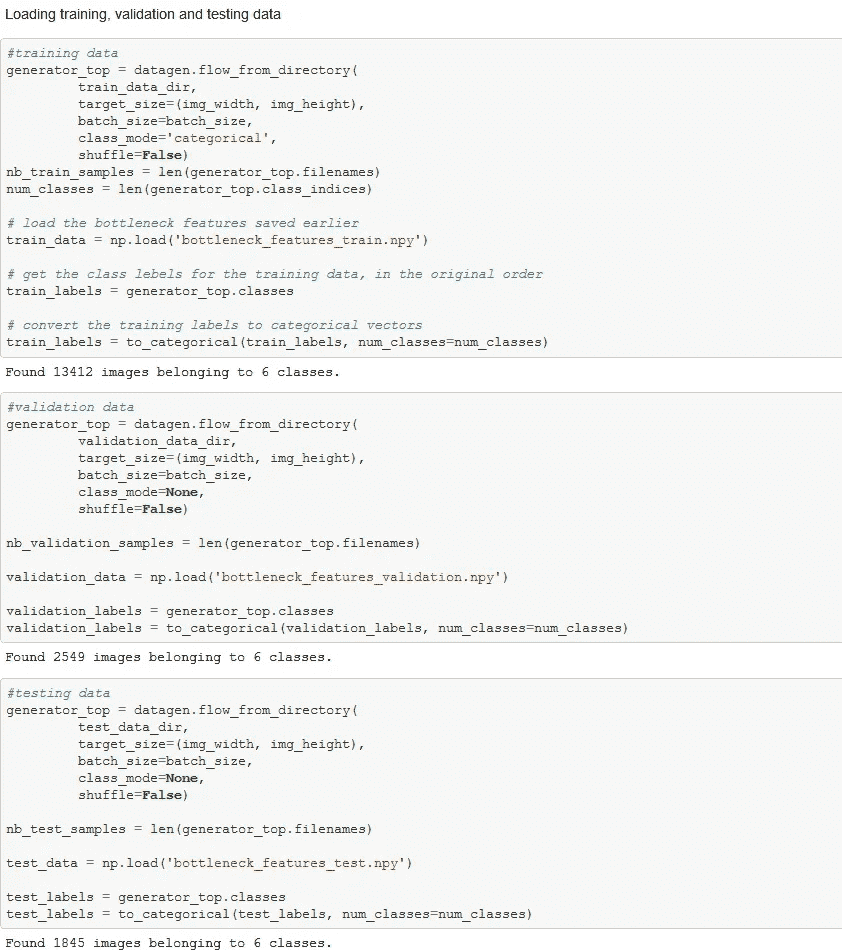 Loading training, validation and testing data
#training data
generator_top = datagen.flow_from_directory(
        train_data_dir,
        target_size=(img_width, img_height),
        batch_size=batch_size,
        class_mode='categorical',
        shuffle=False)
nb_train_samples = len(generator_top.filenames)
num_classes = len(generator_top.class_indices)
# load the bottleneck features saved earlier
train_data = np.load('bottleneck_features_train.npy')
# get the class lebels for the training data, in the original order
train_labels = generator_top.classes
# convert the training labels to categorical vectors
train_labels = to_categorical(train_labels, num_classes=num_classes)
Found 13412 images belonging to 6 classes.
#validation data
generator_top = datagen.flow_from_directory(
        validation_data_dir,
        target_size=(img_width, img_height),
        batch_size=batch_size,
        class_mode=None,
        shuffle=False)
nb_validation_samples = len(generator_top.filenames)
validation_data = np.load('bottleneck_features_validation.npy')
validation_labels = generator_top.classes
validation_labels = to_categorical(validation_labels, num_classes=num_classes)
Found 2549 images belonging to 6 classes.
#testing data
generator_top = datagen.flow_from_directory(
        test_data_dir,
        target_size=(img_width, img_height),
        batch_size=batch_size,
        class_mode=None,
        shuffle=False)
nb_test_samples = len(generator_top.filenames)
test_data = np.load('bottleneck_features_test.npy')
test_labels = generator_top.classes
test_labels = to_categorical(test_labels, num_classes=num_classes)
Found 1845 images belonging to 6 classes.